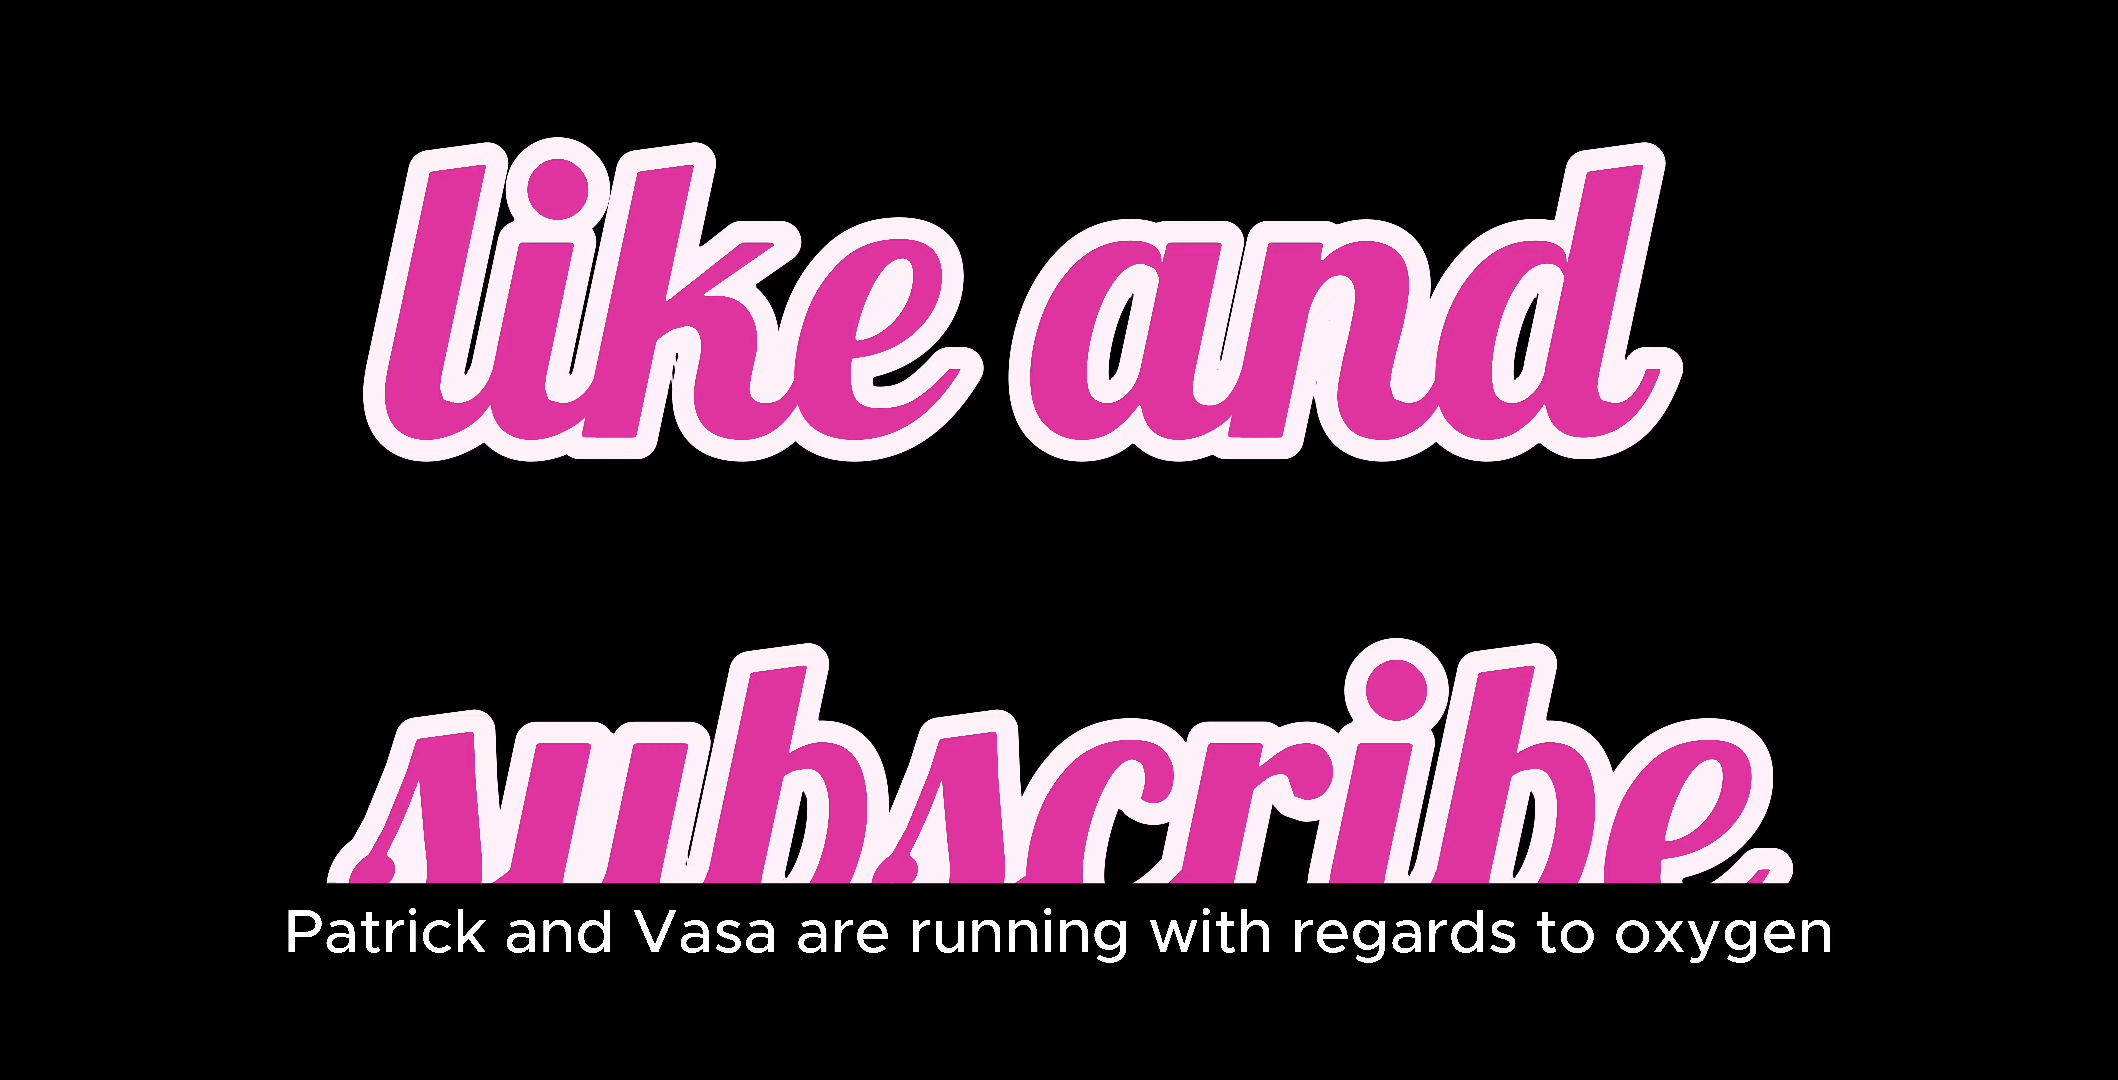 like and
subscribe
Patrick and Vasa are running with regards to oxygen